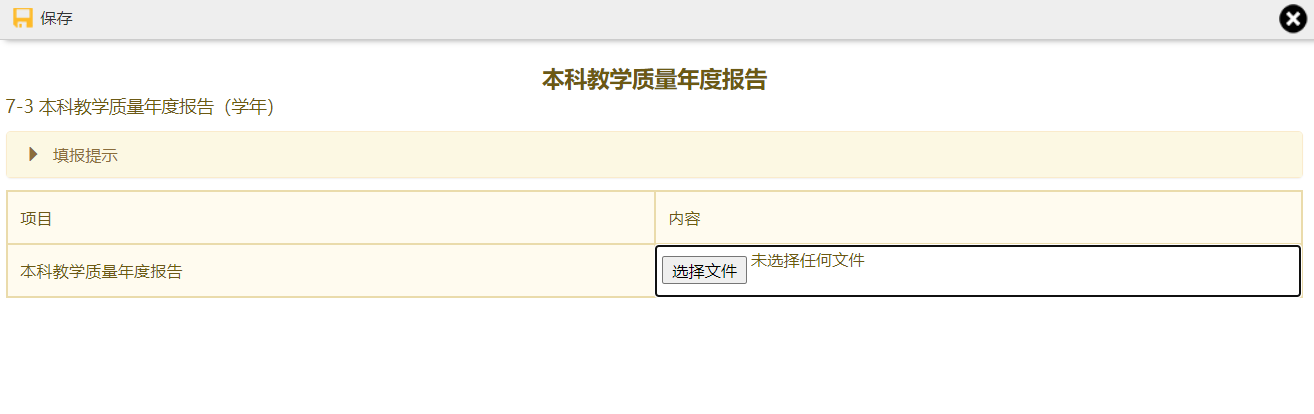 保存
本科教学质量年度报告
7-3 本科教学质量年度报告（学年）
填报提示
项目 内容
本科教学质量年度报告 选择文件 未选择任何文件